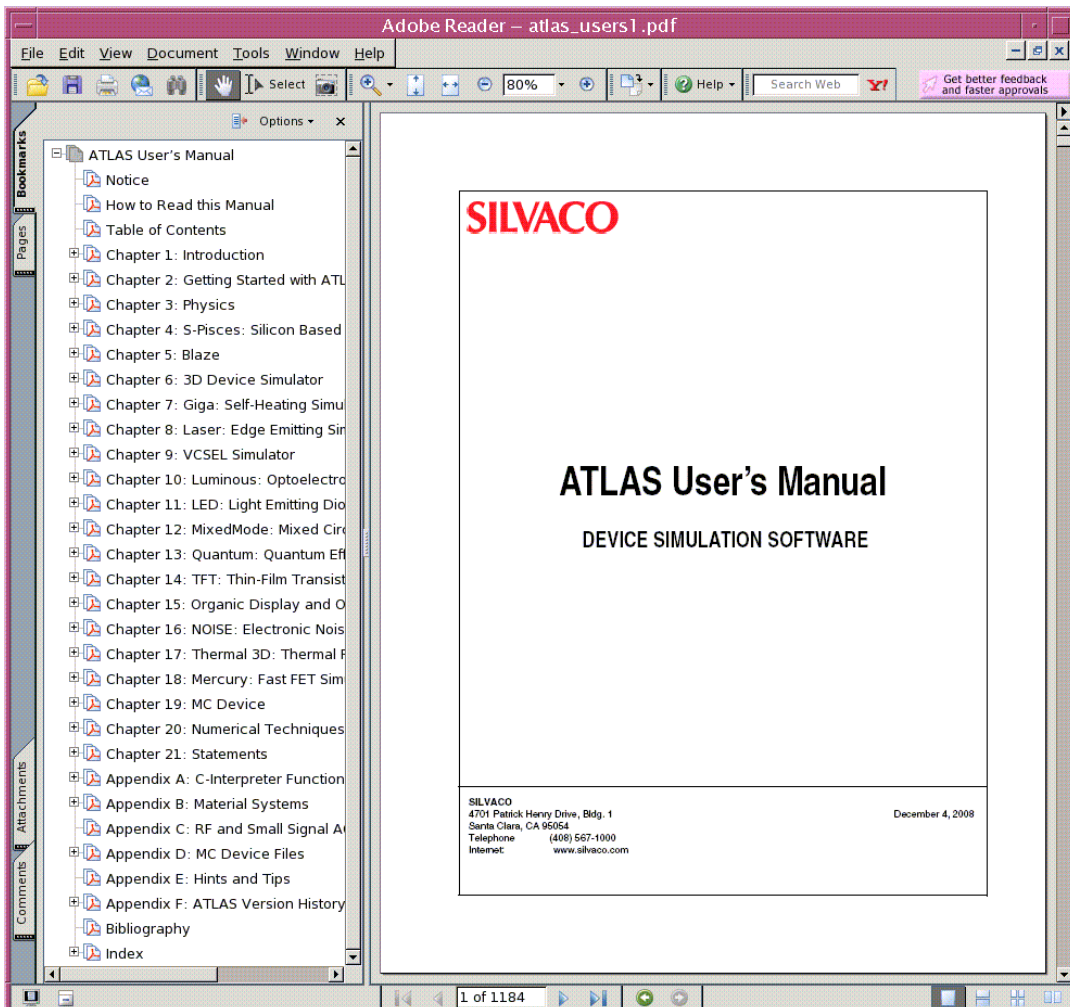 Adobe Reader – atlas_users1.pdf
File Edit View Document Tools Window Help
Select
80%
Help
Search Web
Y!
Get better feedback
and faster approvals
Options
Bookmarks
Pages
Attachments
Comments
ATLAS User's Manual
Notice
How to Read this Manual
Table of Contents
Chapter 1: Introduction
Chapter 2: Getting Started with ATL
Chapter 3: Physics
Chapter 4: S-Pisces: Silicon Based
Chapter 5: Blaze
Chapter 6: 3D Device Simulator
Chapter 7: Giga: Self-Heating Simul
Chapter 8: Laser: Edge Emitting Sim
Chapter 9: VCSEL Simulator
Chapter 10: Luminous: Optoelectro
Chapter 11: LED: Light Emitting Dio
Chapter 12: MixedMode: Mixed Circ
Chapter 13: Quantum: Quantum Eff
Chapter 14: TFT: Thin-Film Transist
Chapter 15: Organic Display and O
Chapter 16: NOISE: Electronic Nois
Chapter 17: Thermal 3D: Thermal P
Chapter 18: Mercury: Fast FET Sim
Chapter 19: MC Device
Chapter 20: Numerical Techniques
Chapter 21: Statements
Appendix A: C-Interpreter Function
Appendix B: Material Systems
Appendix C: RF and Small Signal A
Appendix D: MC Device Files
Appendix E: Hints and Tips
Appendix F: ATLAS Version History
Bibliography
Index
SILVACO
ATLAS User's Manual
DEVICE SIMULATION SOFTWARE
SILVACO
4701 Patrick Henry Drive, Bldg. 1
December 4, 2008
Santa Clara, CA 95054
Telephone (408) 567-1000
Internet: www.silvaco.com
1 of 1184